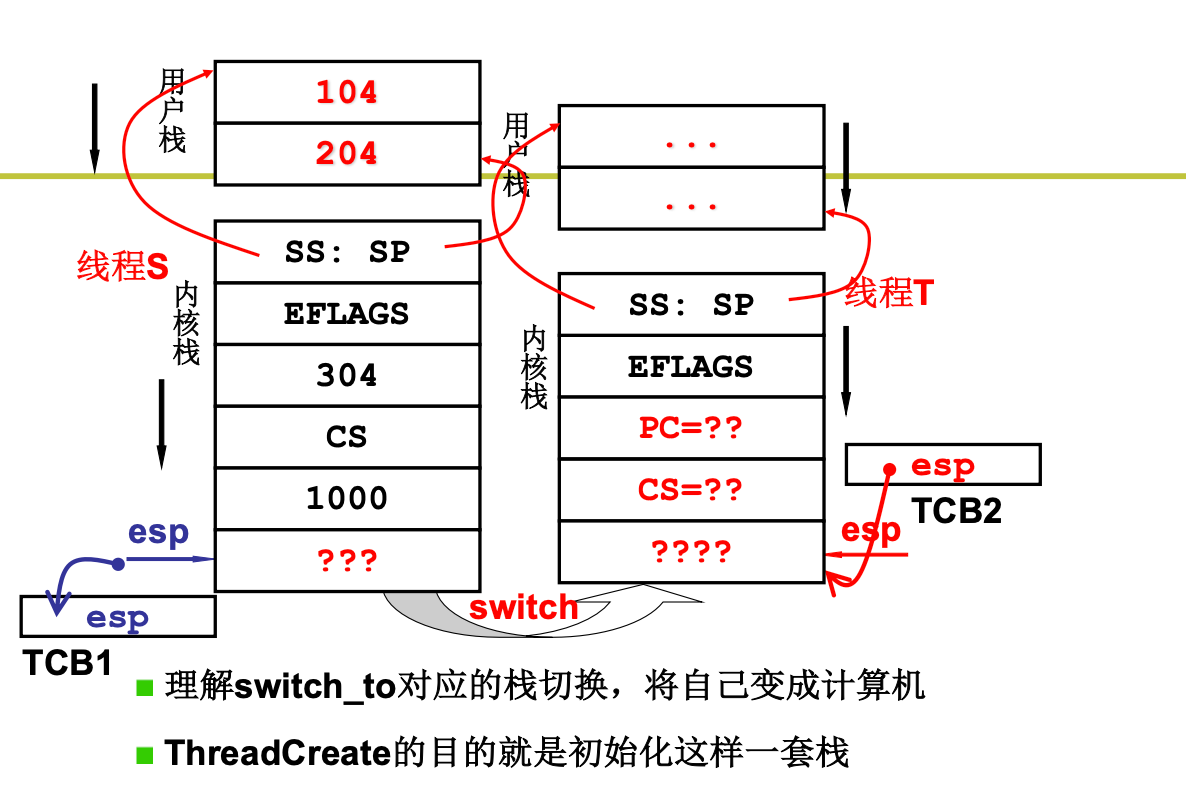 用户栈
104
204
用户栈
...
...
线程S
内核栈
SS: SP
EFLAGS
304
CS
1000
???
esp
esp
TCB1
线程T
内核栈
SS: SP
EFLAGS
PC=??
CS=??
????
esp
TCB2
esp
switch
理解switch_to对应的栈切换，将自己变成计算机
ThreadCreate的目的就是初始化这样一套栈